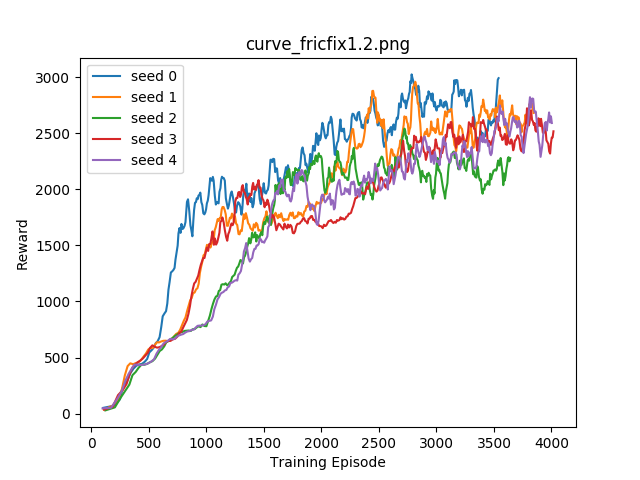 curve_fricfix1.2.png
seed 0
seed 1
seed 2
seed 3
seed 4
Reward
3000
2500
2000
1500
1000
500
0
0 500 1000 1500 2000 2500 3000 3500 4000
Training Episode